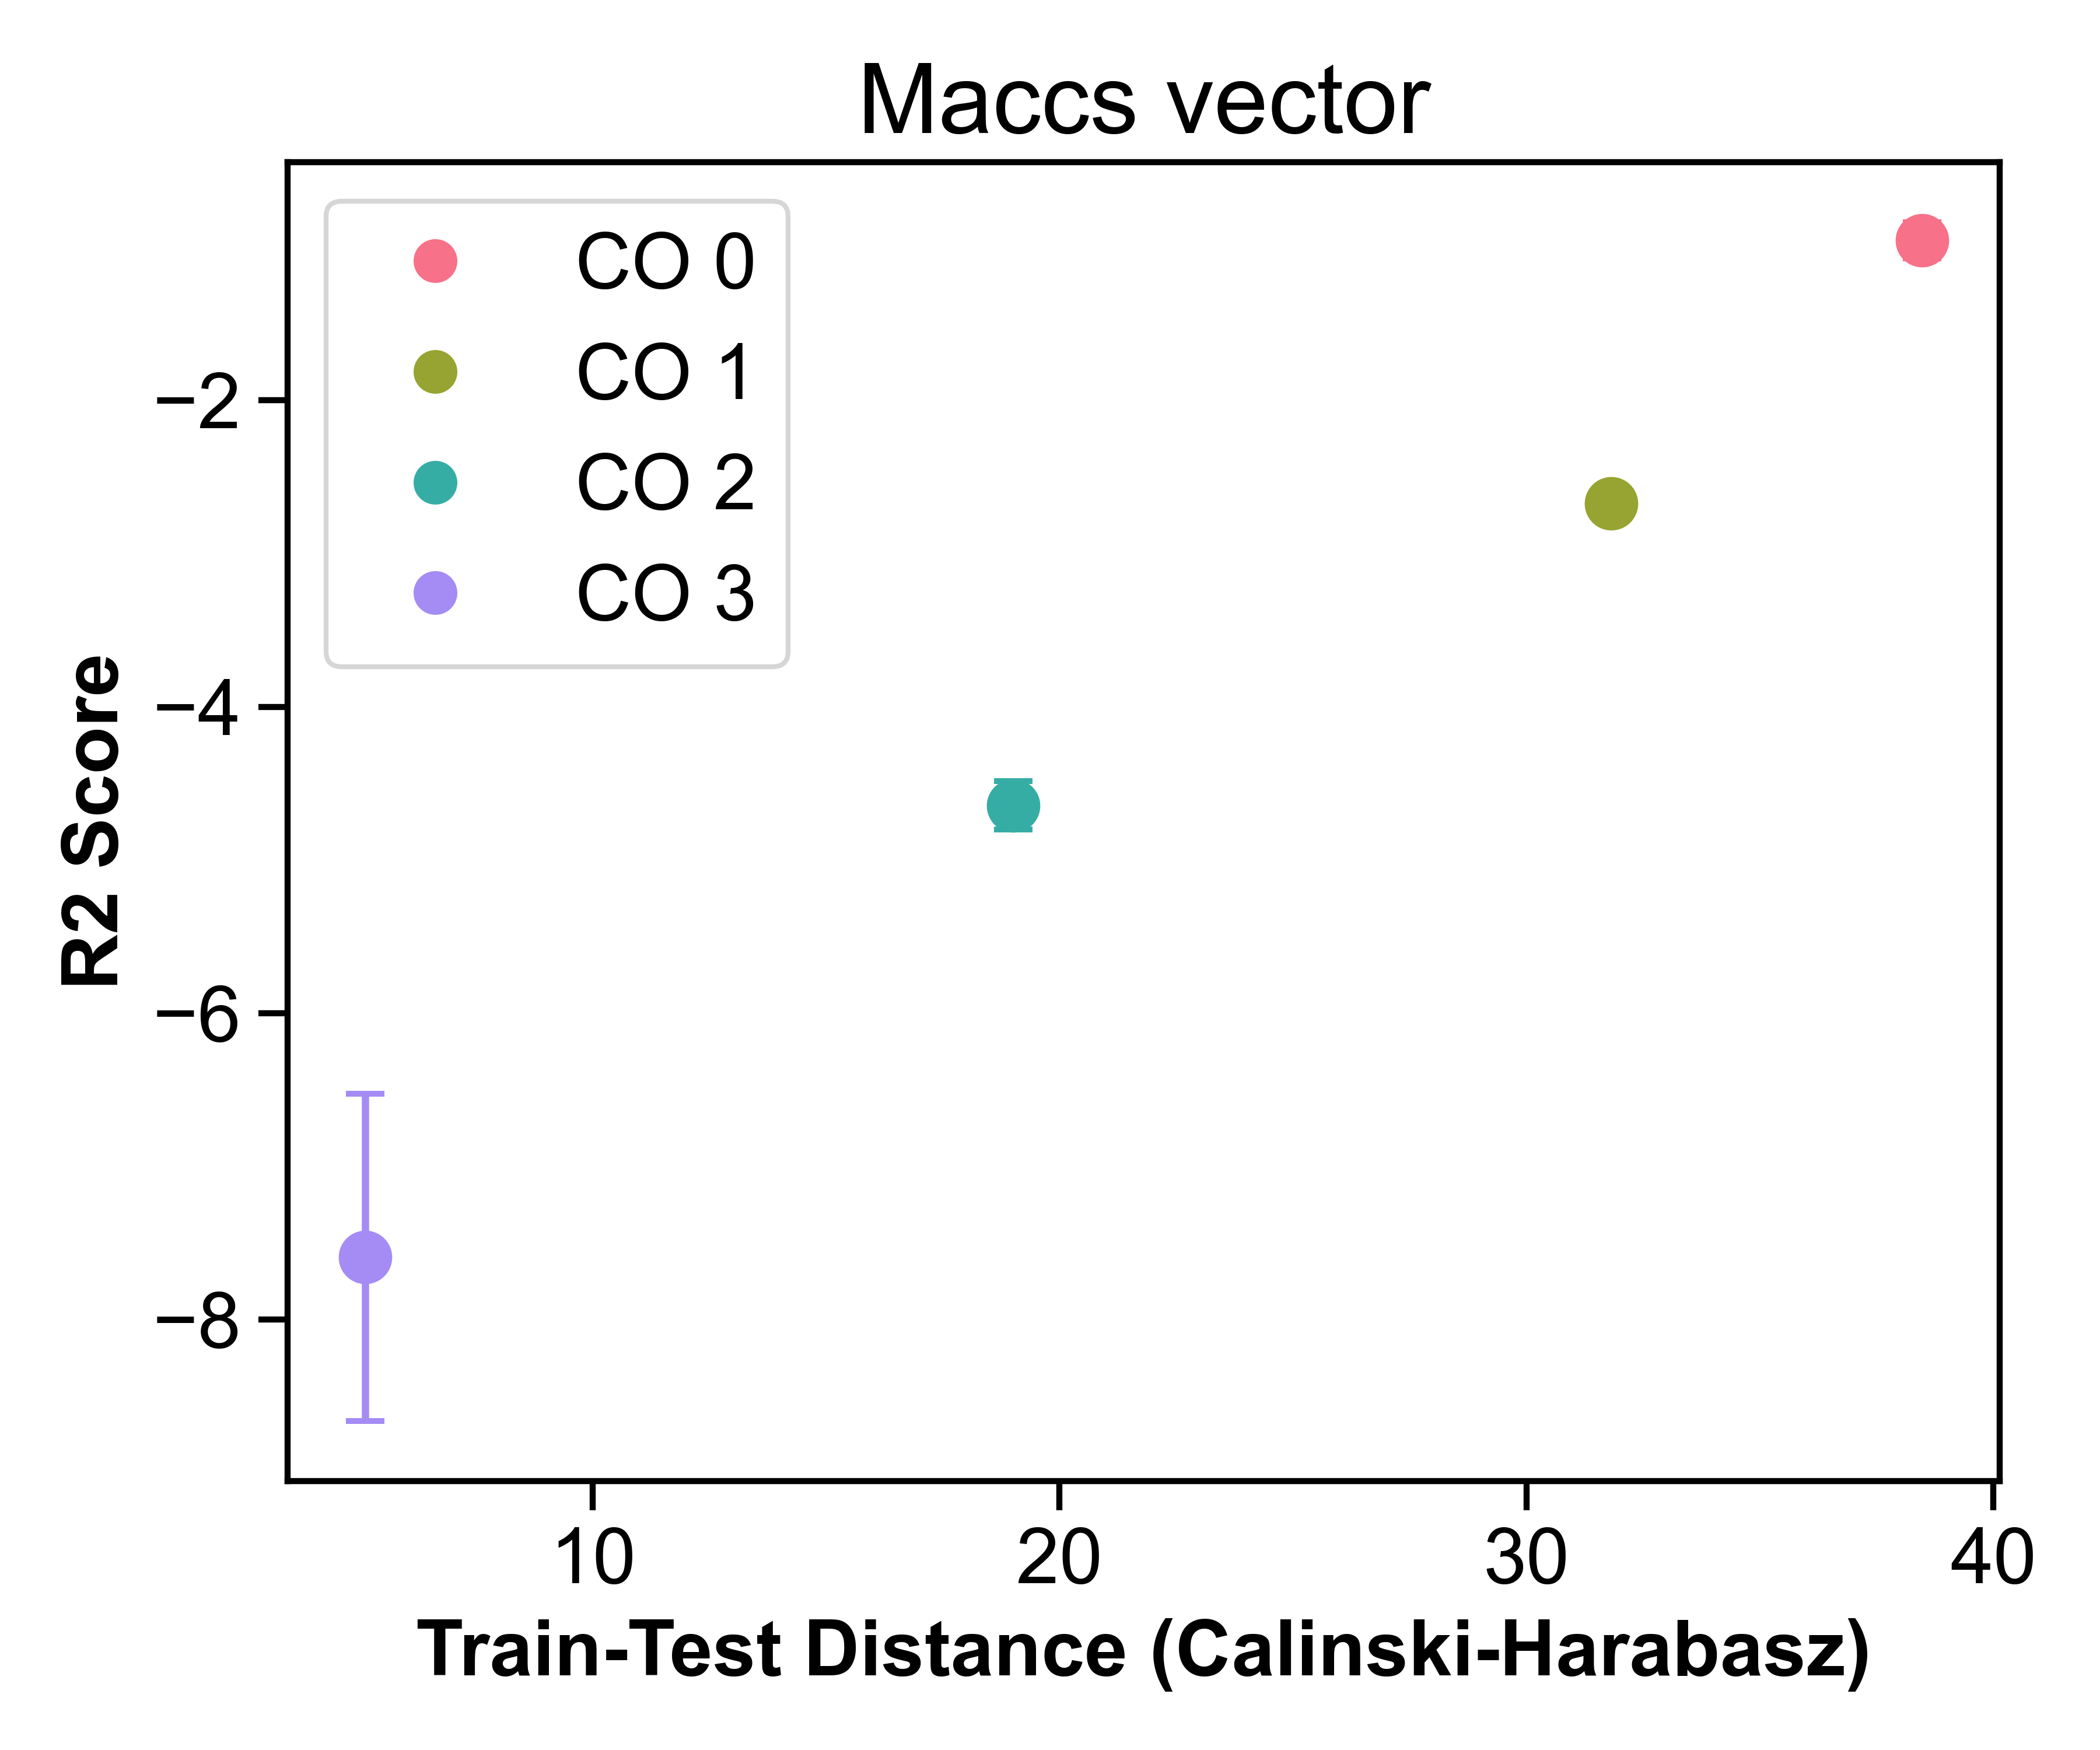 Maccs vector
CO 0
CO 1
CO 2
CO 3
R2 Score
−2
−4
−6
−8
10 20 30 40
Train-Test Distance (Calinski-Harabasz)